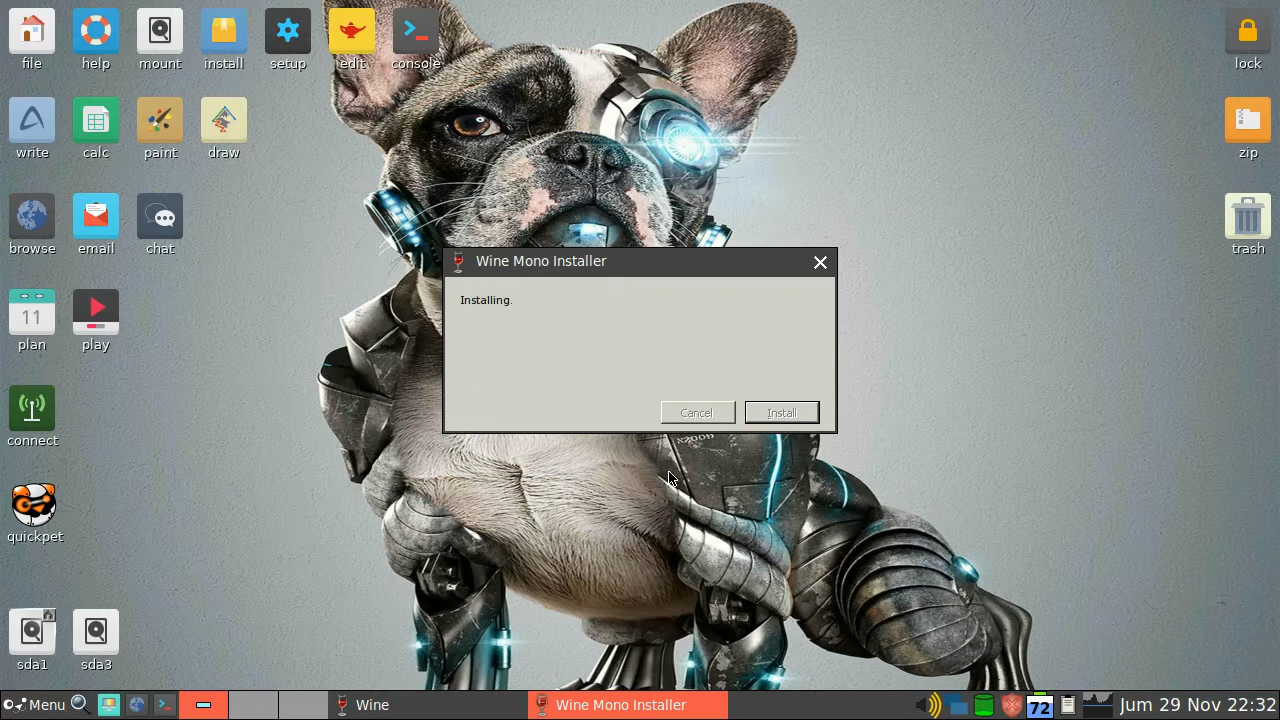 file
help
mount
install
setup
edit
console
lock
write
calc
paint
draw
zip
browse
email
chat
trash
Wine Mono Installer
Installing.
11
plan
play
Cancel
Install
connect
quickpet
sda1
sda3
Menu
Wine
Wine Mono Installer
72
Jum 29 Nov 22:32